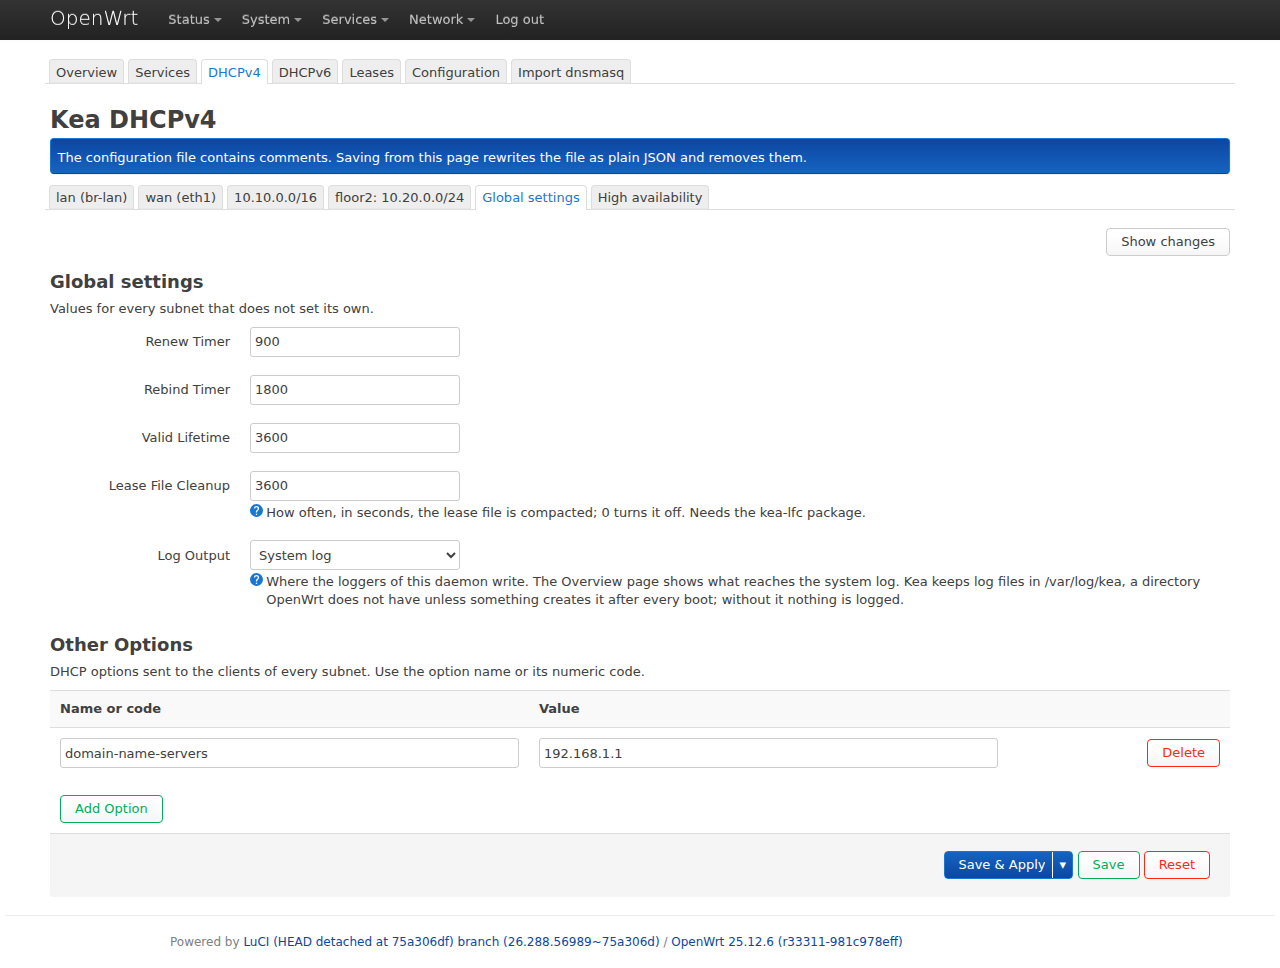 OpenWrt Status System Services Network Log out
Overview Services DHCPv4 DHCPv6 Leases Configuration Import dnsmasq
Kea DHCPv4
The configuration file contains comments. Saving from this page rewrites the file as plain JSON and removes them.
lan (br-lan) wan (eth1) 10.10.0.0/16 floor2: 10.20.0.0/24 Global settings High availability
Show changes
Global settings
Values for every subnet that does not set its own.
Renew Timer 900
Rebind Timer 1800
Valid Lifetime 3600
Lease File Cleanup 3600
How often, in seconds, the lease file is compacted; 0 turns it off. Needs the kea-lfc package.
Log Output System log
Where the loggers of this daemon write. The Overview page shows what reaches the system log. Kea keeps log files in /var/log/kea, a directory
OpenWrt does not have unless something creates it after every boot; without it nothing is logged.
Other Options
DHCP options sent to the clients of every subnet. Use the option name or its numeric code.
Name or code Value
domain-name-servers 192.168.1.1 Delete
Add Option
Save & Apply Save Reset
Powered by LuCI (HEAD detached at 75a306df) branch (26.288.56989~75a306d) / OpenWrt 25.12.6 (r33311-981c978eff)